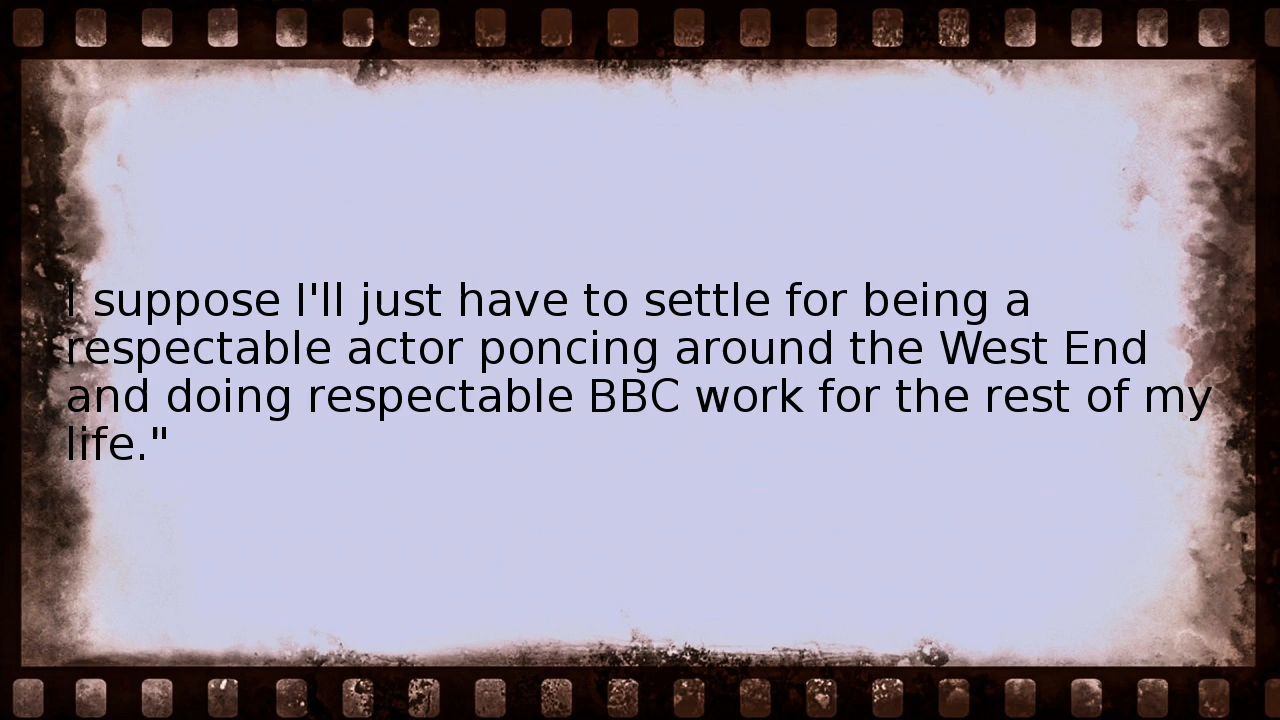 I suppose I'll just have to settle for being a
respectable actor poncing around the West End
and doing respectable BBC work for the rest of my
life."